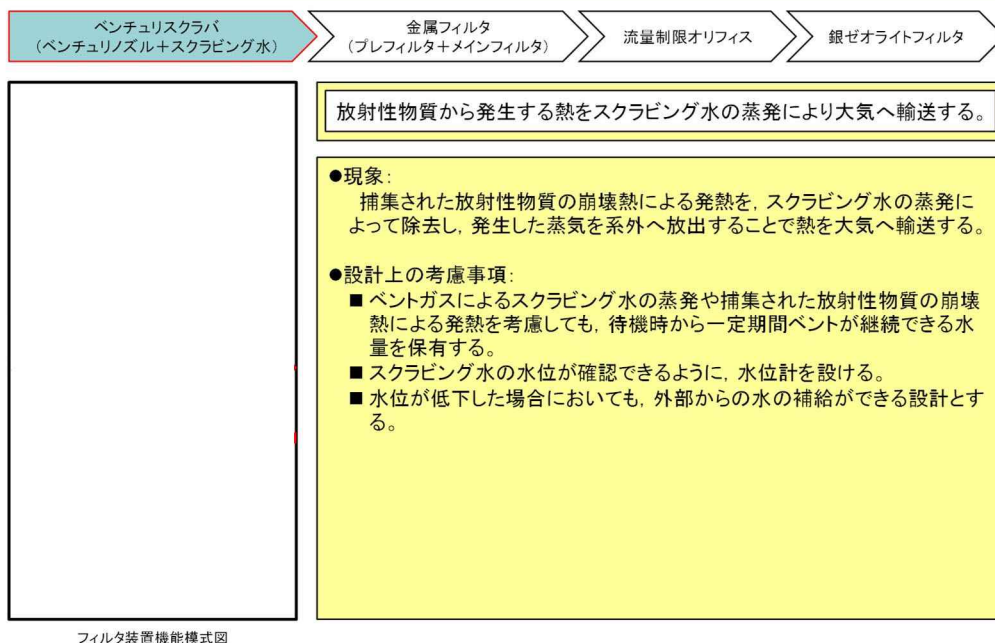 ベンチュリスクラバ
(ベンチュリノズル+スクラビング水)
金属フィルタ
(プレフィルタ+メインフィルタ)
流量制限オリフィス
銀ゼオライトフィルタ
放射性物質から発生する熱をスクラビング水の蒸発により大気へ輸送する。
●現象:
捕集された放射性物質の崩壊熱による発熱を,スクラビング水の蒸発に
よって除去し,発生した蒸気を系外へ放出することで熱を大気へ輸送する。
●設計上の考慮事項:
■ ベントガスによるスクラビング水の蒸発や捕集された放射性物質の崩壊
熱による発熱を考慮しても,待機時から一定期間ベントが継続できる水
量を保有する。
■ スクラビング水の水位が確認できるように,水位計を設ける。
■ 水位が低下した場合においても,外部からの水の補給ができる設計とす
る。
フィルタ装置機能模式図